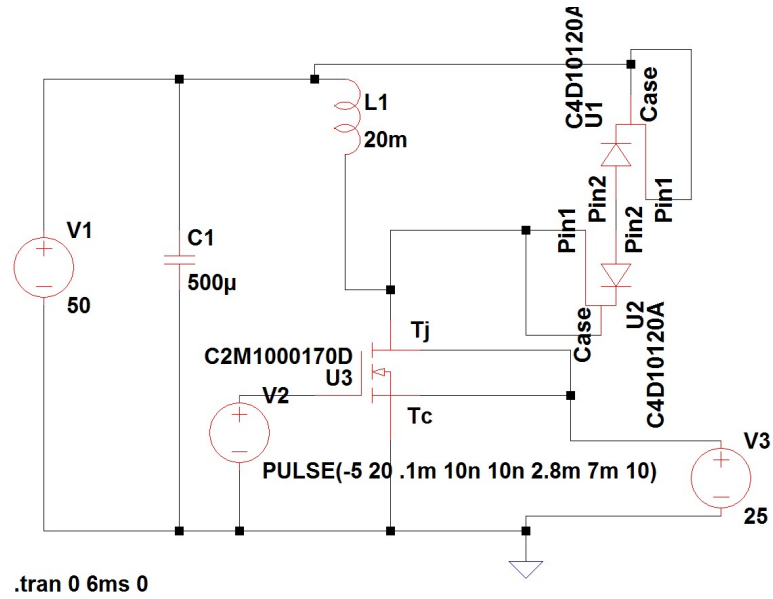 C4D10120A
U1
Case
L1
20m
Pin2
Pin1
Pin1
Pin2
V1
50
C1
500µ
Case
U2
C4D10120A
Tj
C2M1000170D
U3
V2
Tc
V3
PULSE(-5 20 .1m 10n 10n 2.8m 7m 10)
25
.tran 0 6ms 0